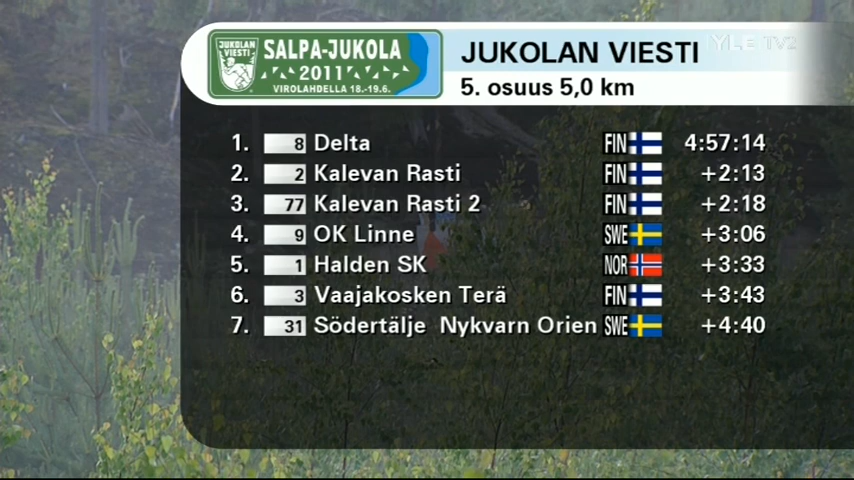 JUKOLAN VIESTI
SALPA-JUKOLA
2011
VIROLAHDELLA 18.-19.6.
JUKOLAN VIESTI
YLE TV2
5. osuus 5,0 km
1. 8 Delta FIN 4:57:14
2. 2 Kalevan Rasti FIN +2:13
3. 77 Kalevan Rasti 2 FIN +2:18
4. 9 OK Linne SWE +3:06
5. 1 Halden SK NOR +3:33
6. 3 Vaajakosken Terä FIN +3:43
7. 31 Södertälje Nykvarn Orien SWE +4:40